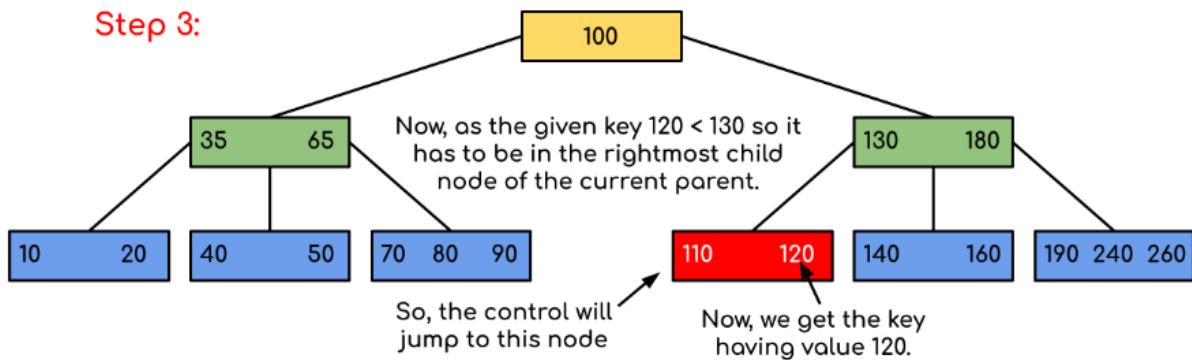 Step 3:
100
35 65
Now, as the given key 120 < 130 so it
has to be in the rightmost child
node of the current parent.
130 180
10 20
40 50
70 80 90
110 120
140 160
190 240 260
So, the control will
jump to this node
Now, we get the key
having value 120.